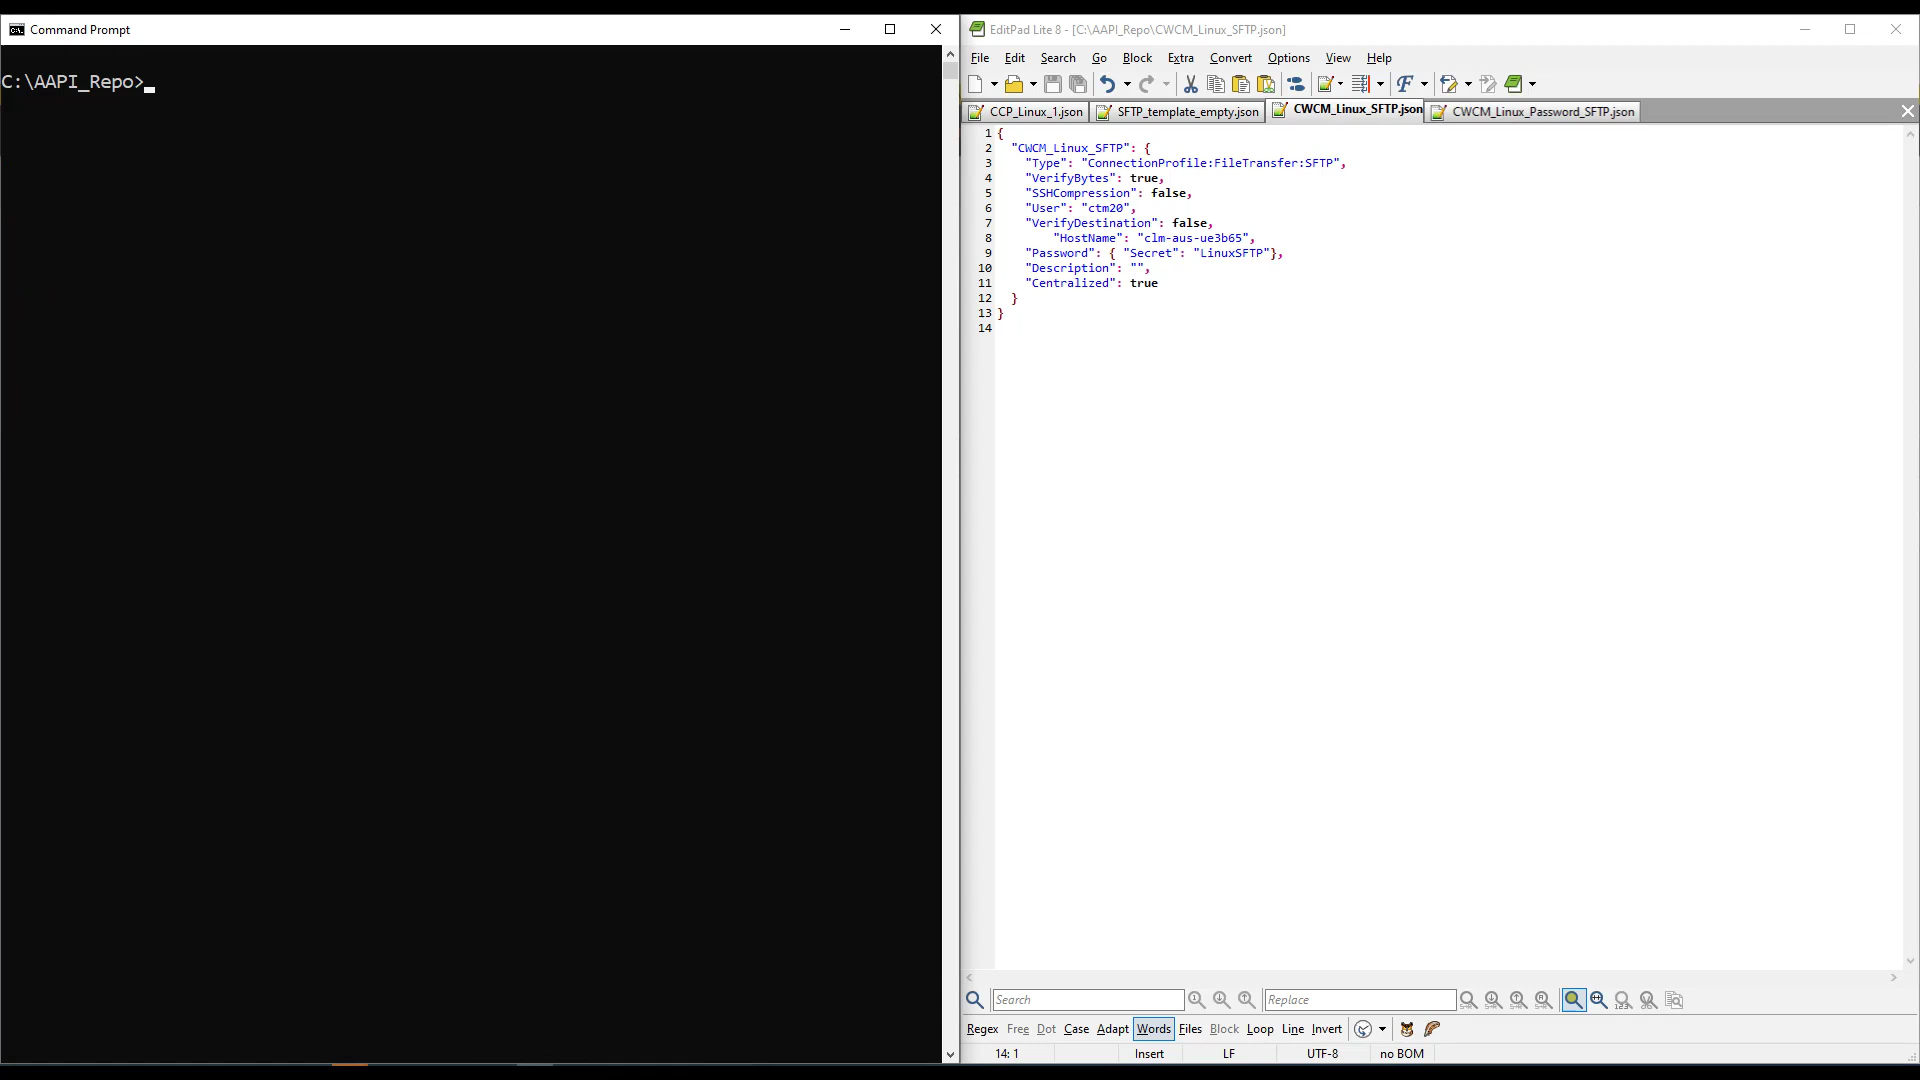 Command Prompt
C:\AAPI_Repo>
EditPad Lite 8 - [C:\AAPI_Repo\CWCM_Linux_SFTP.json]
File Edit Search Go Block Extra Convert Options View Help
CCP_Linux_1.json SFTP_template_empty.json CWCM_Linux_SFTP.json CWCM_Linux_Password_SFTP.json
1 {
2 "CWCM_Linux_SFTP": {
3 "Type": "ConnectionProfile:FileTransfer:SFTP",
4 "VerifyBytes": true,
5 "SSHCompression": false,
6 "User": "ctm20",
7 "VerifyDestination": false,
8 "HostName": "clm-aus-ue3b65",
9 "Password": { "Secret": "LinuxSFTP"},
10 "Description": "",
11 "Centralized": true
12 }
13 }
14
Search Replace
Regex Free Dot Case Adapt Words Files Block Loop Line Invert
14: 1 Insert LF UTF-8 no BOM